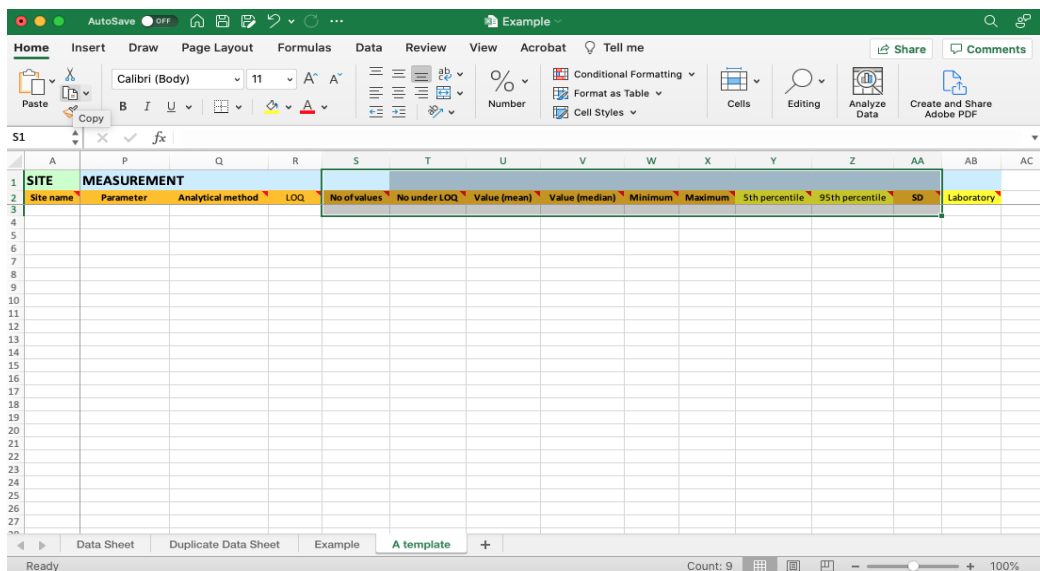 AutoSave OFF Example
Home Insert Draw Page Layout Formulas Data Review View Acrobat Tell me Share Comments
Calibri (Body) 11 A^ A˅ ab % Conditional Formatting
Format as Table
B I U A Cell Styles
Paste Number Cells Editing Analyze Data Create and Share Adobe PDF
Copy
S1 fx
A P Q R S T U V W X Y Z AA AB AC
1 SITE MEASUREMENT
2 Site name Parameter Analytical method LOQ No of values No under LOQ Value (mean) Value (median) Minimum Maximum 5th percentile 95th percentile SD Laboratory
3
4
5
6
7
8
9
10
11
12
13
14
15
16
17
18
19
20
21
22
23
24
25
26
27
Data Sheet Duplicate Data Sheet Example A template +
Ready Count: 9 - + 100%